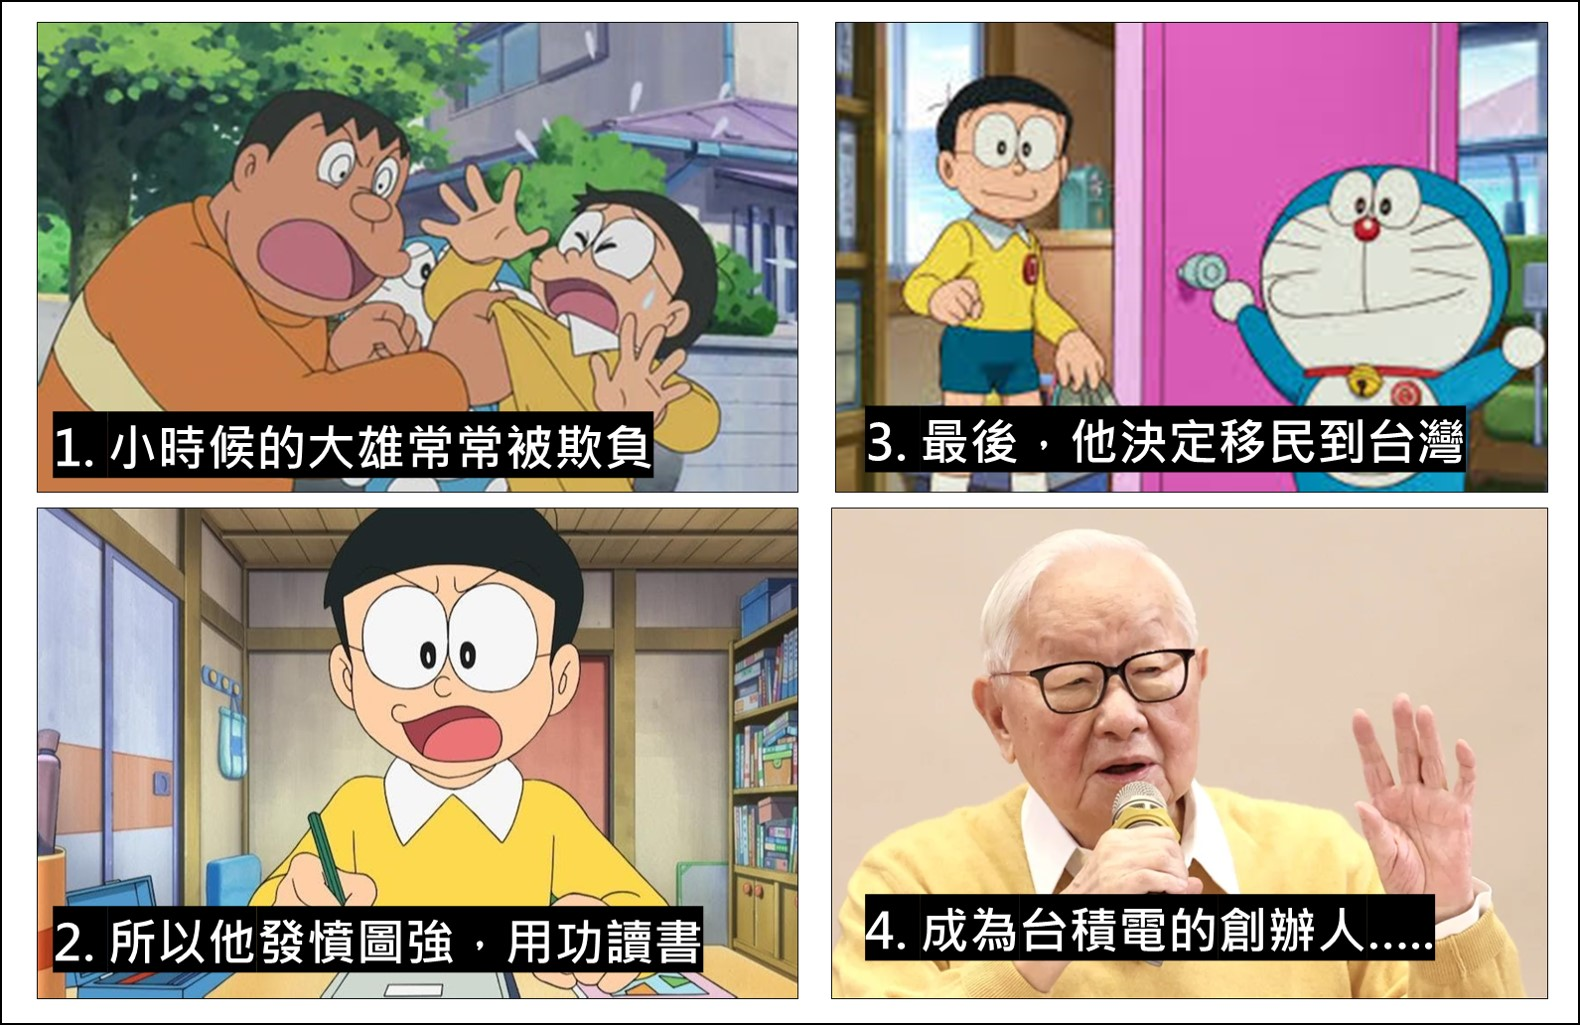 1. 小時候的大雄常常被欺負
2. 所以他發憤圖強，用功讀書
3. 最後，他決定移民到台灣
4. 成為台積電的創辦人.....